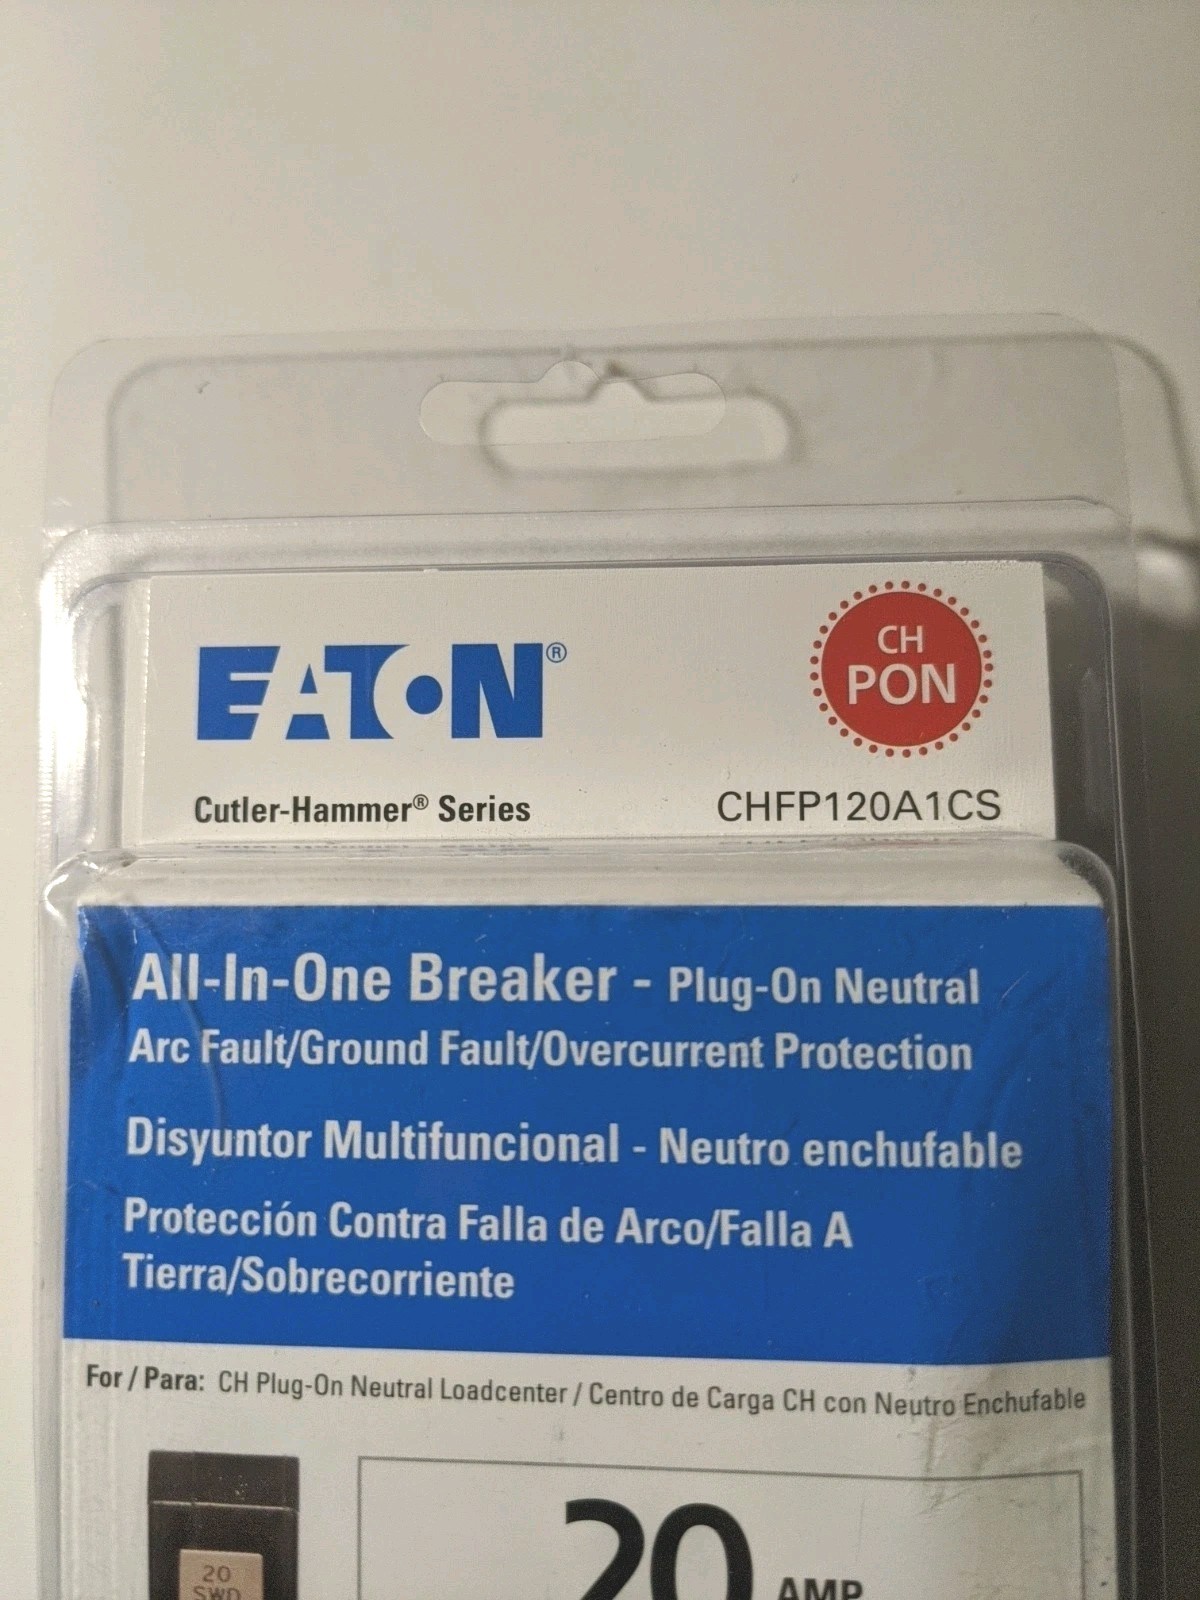 EATON®
CH
PON
Cutler-Hammer® Series
CHFP120A1CS
All-In-One Breaker - Plug-On Neutral
Arc Fault/Ground Fault/Overcurrent Protection
Disyuntor Multifuncional - Neutro enchufable
Protección Contra Falla de Arco/Falla A
Tierra/Sobrecorriente
For / Para: CH Plug-On Neutral Loadcenter / Centro de Carga CH con Neutro Enchufable
20
SWD
20 AMP